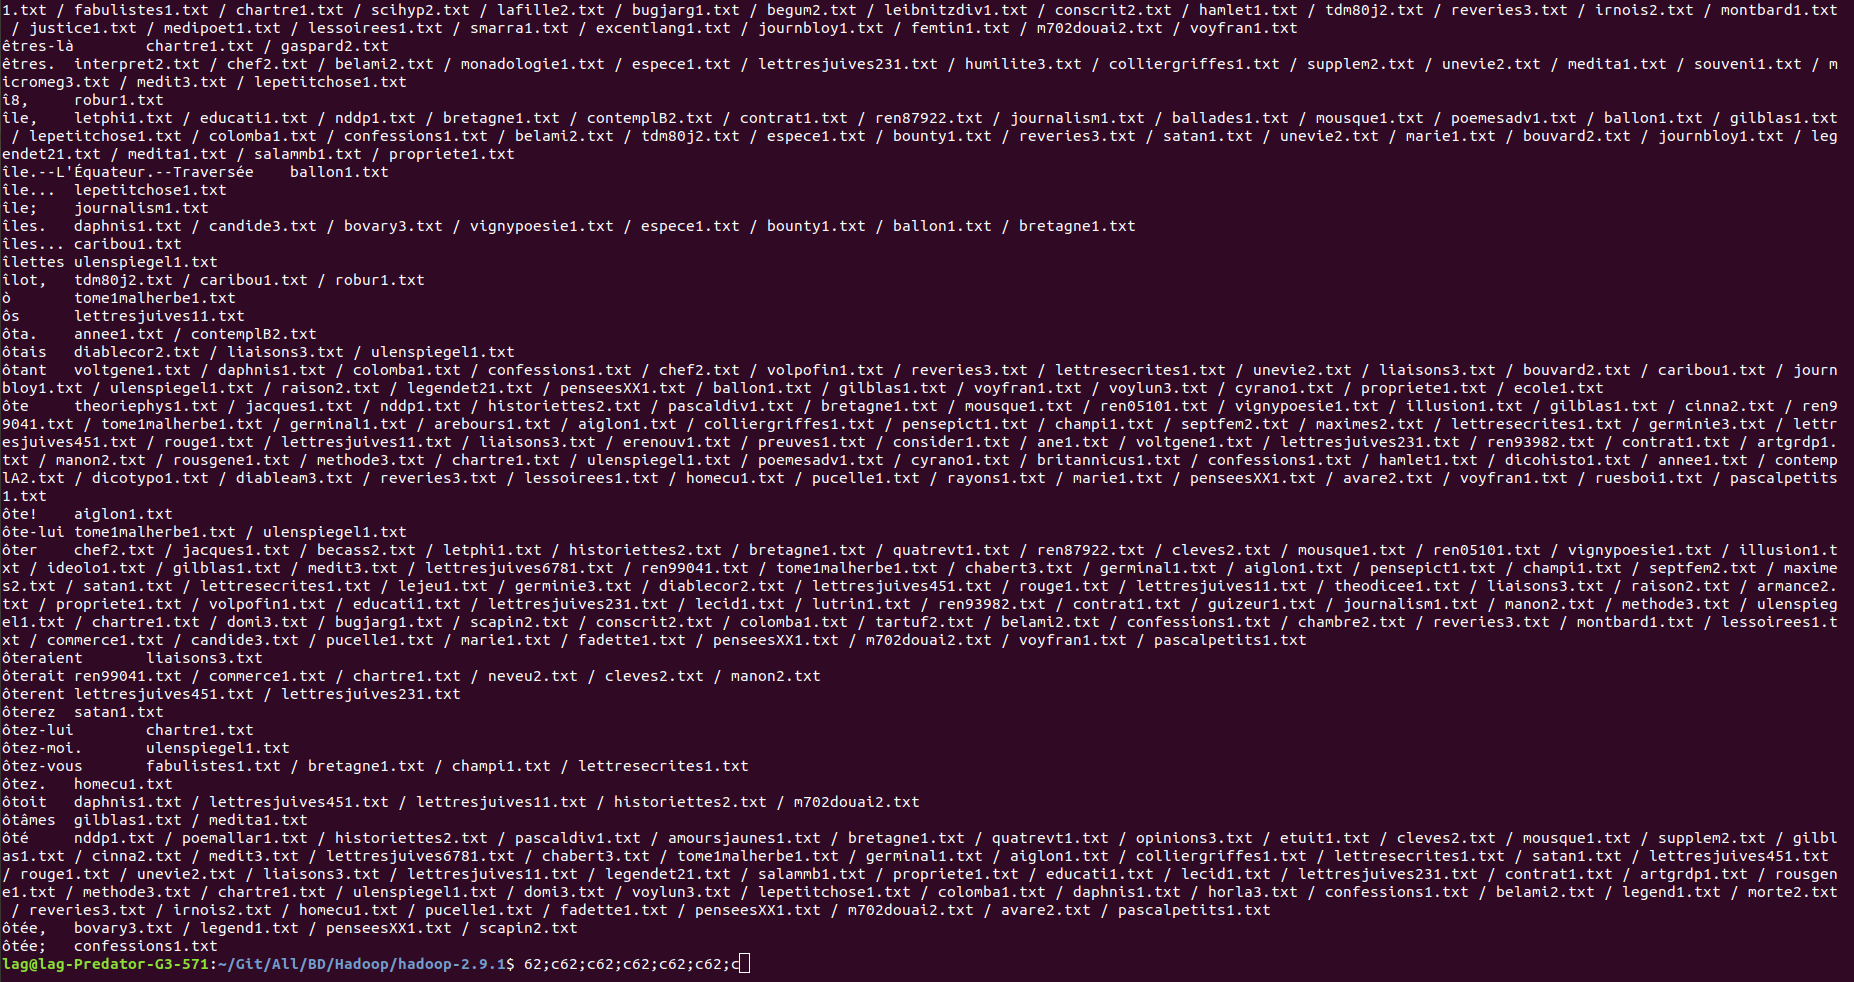 1.txt / fabulistes1.txt / chartre1.txt / scihyp2.txt / lafille2.txt / bugjarg1.txt / begum2.txt / leibnitzdiv1.txt / conscrit2.txt / hamlet1.txt / tdm80j2.txt / reveries3.txt / irnois2.txt / montbard1.txt
 / justice1.txt / medipoet1.txt / lessoirees1.txt / smarra1.txt / excentlang1.txt / journbloy1.txt / femtin1.txt / m702douai2.txt / voyfran1.txt
êtres-là        chartre1.txt / gaspard2.txt
êtres.  interpret2.txt / chef2.txt / belami2.txt / monadologie1.txt / espece1.txt / lettresjuives231.txt / humilite3.txt / colliergriffes1.txt / supplem2.txt / unevie2.txt / medita1.txt / souveni1.txt / m
icromeg3.txt / medit3.txt / lepetitchose1.txt
î8,     robur1.txt
île,    letphi1.txt / educati1.txt / nddp1.txt / bretagne1.txt / contemplB2.txt / contrat1.txt / ren87922.txt / journalism1.txt / ballades1.txt / mousque1.txt / poemesadv1.txt / ballon1.txt / gilblas1.txt
 / lepetitchose1.txt / colomba1.txt / confessions1.txt / belami2.txt / tdm80j2.txt / espece1.txt / bounty1.txt / reveries3.txt / satan1.txt / unevie2.txt / marie1.txt / bouvard2.txt / journbloy1.txt / leg
endet21.txt / medita1.txt / salammb1.txt / propriete1.txt
île.--L'Équateur.--Traversée    ballon1.txt
île...  lepetitchose1.txt
île;    journalism1.txt
îles.   daphnis1.txt / candide3.txt / bovary3.txt / vignypoesie1.txt / espece1.txt / bounty1.txt / ballon1.txt / bretagne1.txt
îles... caribou1.txt
îlettes ulenspiegel1.txt
îlot,   tdm80j2.txt / caribou1.txt / robur1.txt
ò       tome1malherbe1.txt
ôs      lettresjuives11.txt
ôta.    annee1.txt / contemplB2.txt
ôtais   diablecor2.txt / liaisons3.txt / ulenspiegel1.txt
ôtant   voltgene1.txt / daphnis1.txt / colomba1.txt / confessions1.txt / chef2.txt / volpofin1.txt / reveries3.txt / lettresecrites1.txt / unevie2.txt / liaisons3.txt / bouvard2.txt / caribou1.txt / journ
bloy1.txt / ulenspiegel1.txt / raison2.txt / legendet21.txt / penseesXX1.txt / ballon1.txt / gilblas1.txt / voyfran1.txt / voylun3.txt / cyrano1.txt / propriete1.txt / ecole1.txt
ôte     theoriephys1.txt / jacques1.txt / nddp1.txt / historiettes2.txt / pascaldiv1.txt / bretagne1.txt / mousque1.txt / ren05101.txt / vignypoesie1.txt / illusion1.txt / gilblas1.txt / cinna2.txt / ren9
9041.txt / tome1malherbe1.txt / germinal1.txt / arebours1.txt / aiglon1.txt / colliergriffes1.txt / pensepict1.txt / champi1.txt / septfem2.txt / maximes2.txt / lettresecrites1.txt / germinie3.txt / lettr
esjuives451.txt / rouge1.txt / lettresjuives11.txt / liaisons3.txt / erenouv1.txt / preuves1.txt / consider1.txt / ane1.txt / voltgene1.txt / lettresjuives231.txt / ren93982.txt / contrat1.txt / artgrdp1.
txt / manon2.txt / rousgene1.txt / methode3.txt / chartre1.txt / ulenspiegel1.txt / poemesadv1.txt / cyrano1.txt / britannicus1.txt / confessions1.txt / hamlet1.txt / dicohisto1.txt / annee1.txt / contemp
lA2.txt / dicotypo1.txt / diableam3.txt / reveries3.txt / lessoirees1.txt / homecu1.txt / pucelle1.txt / rayons1.txt / marie1.txt / penseesXX1.txt / avare2.txt / voyfran1.txt / ruesboi1.txt / pascalpetits
1.txt
ôte!    aiglon1.txt
ôte-lui tome1malherbe1.txt / ulenspiegel1.txt
ôter    chef2.txt / jacques1.txt / becass2.txt / letphi1.txt / historiettes2.txt / bretagne1.txt / quatrevt1.txt / ren87922.txt / cleves2.txt / mousque1.txt / ren05101.txt / vignypoesie1.txt / illusion1.t
xt / ideolo1.txt / gilblas1.txt / medit3.txt / lettresjuives6781.txt / ren99041.txt / tome1malherbe1.txt / chabert3.txt / germinal1.txt / aiglon1.txt / pensepict1.txt / champi1.txt / septfem2.txt / maxime
s2.txt / satan1.txt / lettresecrites1.txt / lejeu1.txt / germinie3.txt / diablecor2.txt / lettresjuives451.txt / rouge1.txt / lettresjuives11.txt / theodicee1.txt / liaisons3.txt / raison2.txt / armance2.
txt / propriete1.txt / volpofin1.txt / educati1.txt / lettresjuives231.txt / lecid1.txt / lutrin1.txt / ren93982.txt / contrat1.txt / guizeur1.txt / journalism1.txt / manon2.txt / methode3.txt / ulenspieg
el1.txt / chartre1.txt / domi3.txt / bugjarg1.txt / scapin2.txt / conscrit2.txt / colomba1.txt / tartuf2.txt / belami2.txt / confessions1.txt / chambre2.txt / reveries3.txt / montbard1.txt / lessoirees1.t
xt / commerce1.txt / candide3.txt / pucelle1.txt / marie1.txt / fadette1.txt / penseesXX1.txt / m702douai2.txt / voyfran1.txt / pascalpetits1.txt
ôteraient       liaisons3.txt
ôterait ren99041.txt / commerce1.txt / chartre1.txt / neveu2.txt / cleves2.txt / manon2.txt
ôterent lettresjuives451.txt / lettresjuives231.txt
ôterez  satan1.txt
ôtez-lui        chartre1.txt
ôtez-moi.       ulenspiegel1.txt
ôtez-vous       fabulistes1.txt / bretagne1.txt / champi1.txt / lettresecrites1.txt
ôtez.   homecu1.txt
ôtoit   daphnis1.txt / lettresjuives451.txt / lettresjuives11.txt / historiettes2.txt / m702douai2.txt
ôtâmes  gilblas1.txt / medita1.txt
ôté     nddp1.txt / poemallar1.txt / historiettes2.txt / pascaldiv1.txt / amoursjaunes1.txt / bretagne1.txt / quatrevt1.txt / opinions3.txt / etuit1.txt / cleves2.txt / mousque1.txt / supplem2.txt / gilbl
as1.txt / cinna2.txt / medit3.txt / lettresjuives6781.txt / chabert3.txt / tome1malherbe1.txt / germinal1.txt / aiglon1.txt / colliergriffes1.txt / lettresecrites1.txt / satan1.txt / lettresjuives451.txt
 / rouge1.txt / unevie2.txt / liaisons3.txt / lettresjuives11.txt / legendet21.txt / salammb1.txt / propriete1.txt / educati1.txt / lecid1.txt / lettresjuives231.txt / contrat1.txt / artgrdp1.txt / rousgen
e1.txt / methode3.txt / chartre1.txt / ulenspiegel1.txt / domi3.txt / voylun3.txt / lepetitchose1.txt / colomba1.txt / daphnis1.txt / horla3.txt / confessions1.txt / belami2.txt / legend1.txt / morte2.txt
 / reveries3.txt / irnois2.txt / homecu1.txt / pucelle1.txt / fadette1.txt / penseesXX1.txt / m702douai2.txt / avare2.txt / pascalpetits1.txt
ôtée,   bovary3.txt / legend1.txt / penseesXX1.txt / scapin2.txt
ôtée;   confessions1.txt
lag@lag-Predator-G3-571:~/Git/All/BD/Hadoop/hadoop-2.9.1$ 62;c62;c62;c62;c62;c62;c